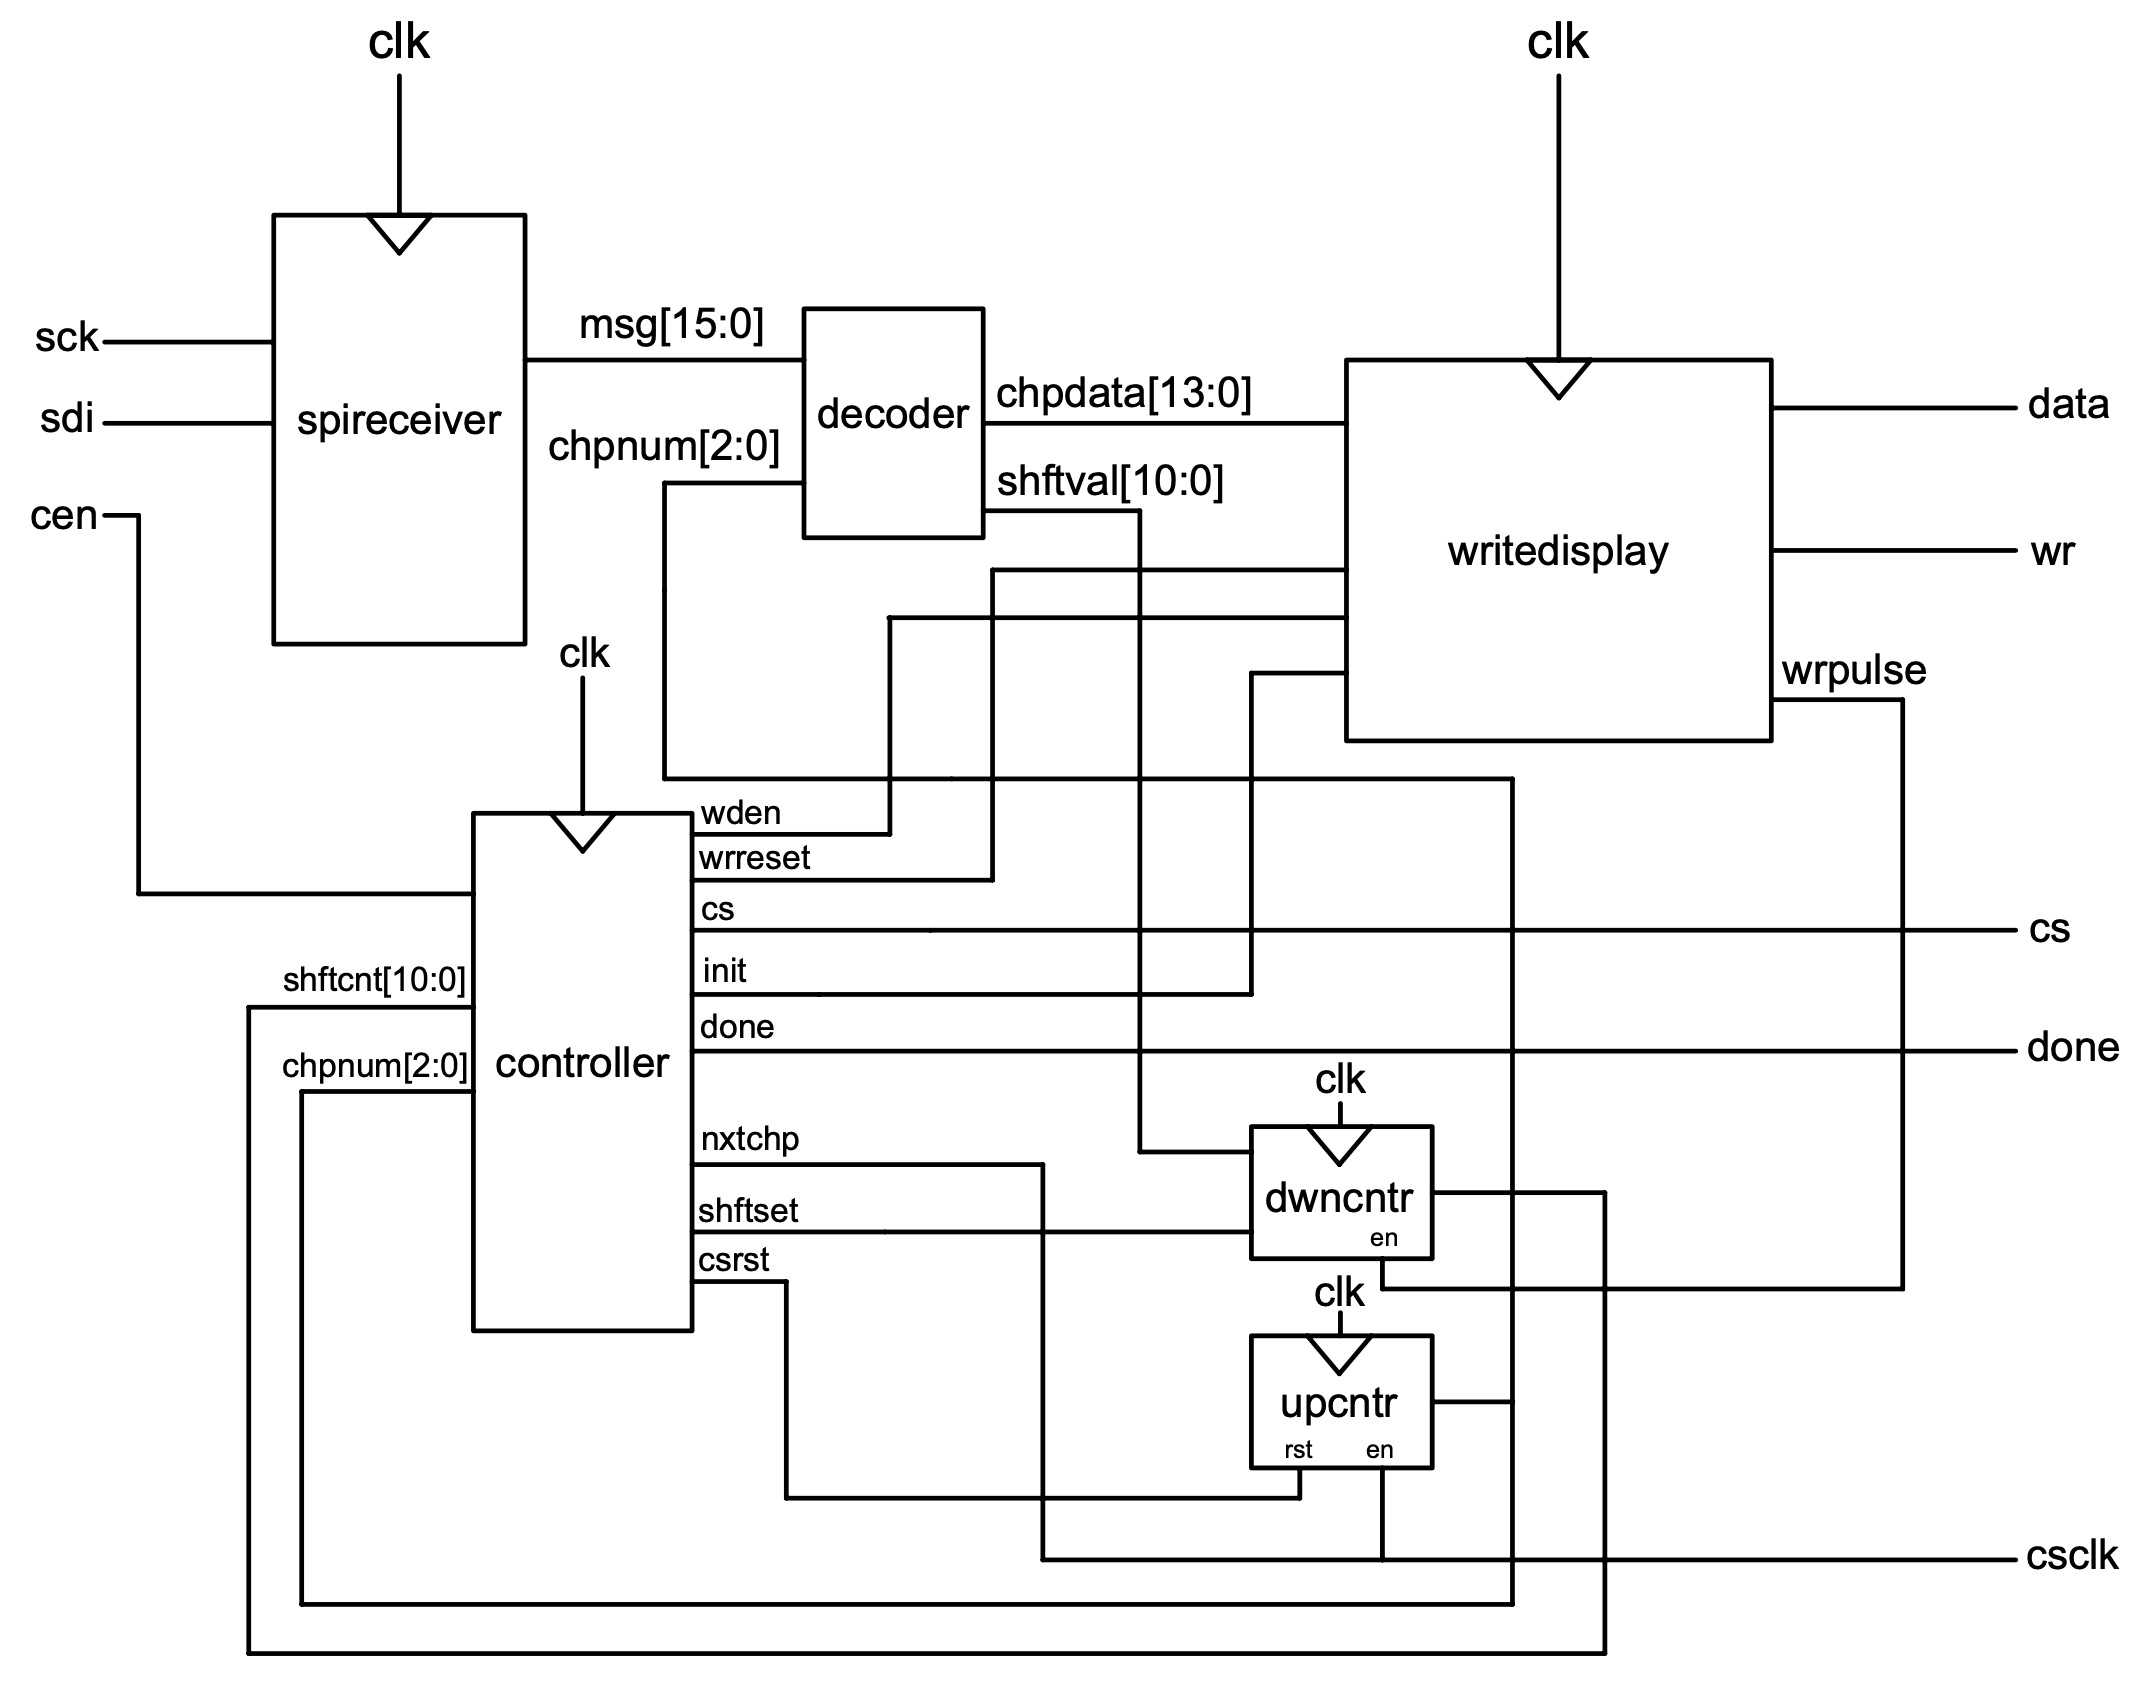 clk
clk
sck
sdi
cen
spireceiver
msg[15:0]
chpnum[2:0]
decoder
chpdata[13:0]
shftval[10:0]
writedisplay
data
wr
wrpulse
clk
wden
wrreset
cs
init
done
nxtchp
shftset
csrst
shftcnt[10:0]
chpnum[2:0]
controller
cs
done
clk
dwncntr
en
clk
upcntr
rst
en
csclk